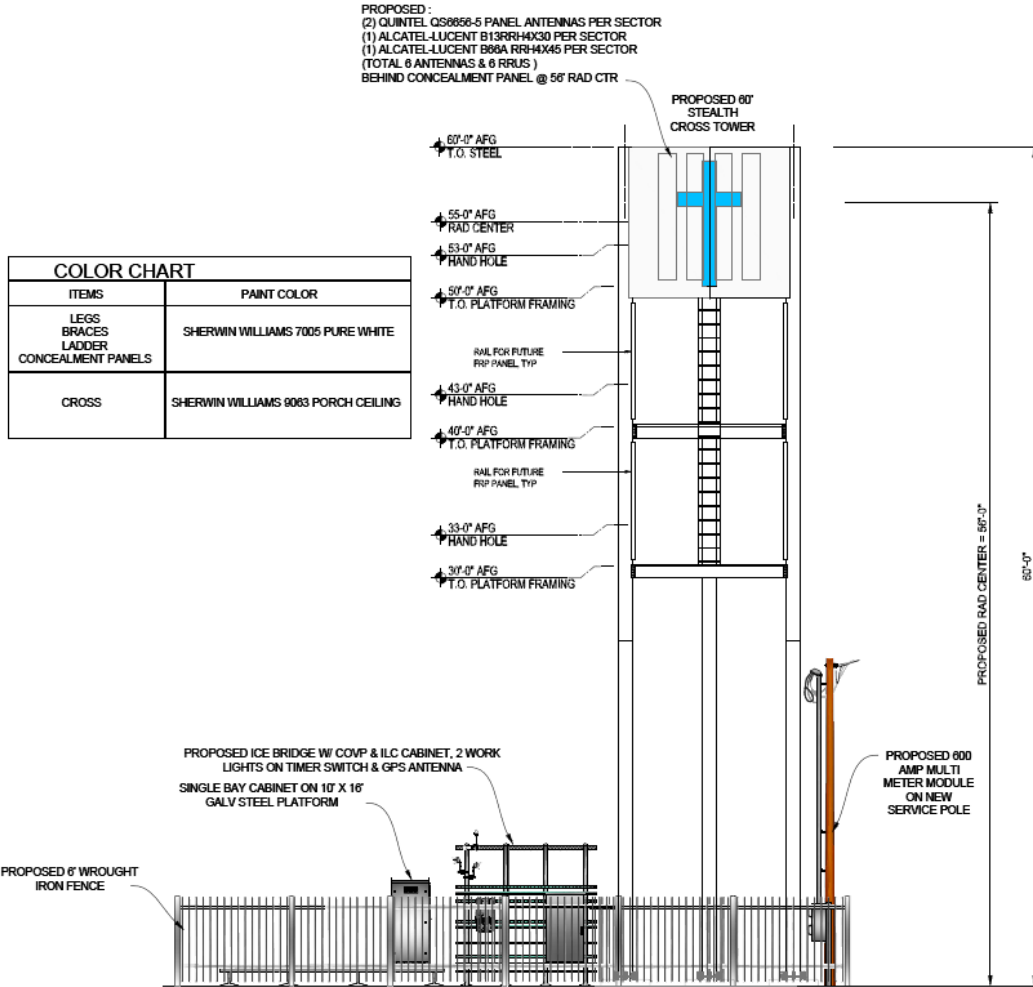 PROPOSED :
(2) QUINTEL QS6656-5 PANEL ANTENNAS PER SECTOR
(1) ALCATEL-LUCENT B13RRH4X30 PER SECTOR
(1) ALCATEL-LUCENT B66A RRH4X45 PER SECTOR
(TOTAL 6 ANTENNAS & 6 RRUS )
BEHIND CONCEALMENT PANEL @ 56' RAD CTR
PROPOSED 60'
STEALTH
CROSS TOWER
60'-0" AFG
T.O. STEEL
55-0" AFG
RAD CENTER
53-0" AFG
HAND HOLE
50'-0" AFG
T.O. PLATFORM FRAMING
RAIL FOR FUTURE
FRP PANEL, TYP
43-0" AFG
HAND HOLE
40'-0" AFG
T.O. PLATFORM FRAMING
RAIL FOR FUTURE
FRP PANEL, TYP
33-0" AFG
HAND HOLE
30'-0" AFG
T.O. PLATFORM FRAMING
COLOR CHART
ITEMS PAINT COLOR
LEGS
BRACES
LADDER
CONCEALMENT PANELS
SHERWIN WILLIAMS 7005 PURE WHITE
CROSS SHERWIN WILLIAMS 9063 PORCH CEILING
PROPOSED RAD CENTER = 56'-0"
60'-0"
PROPOSED ICE BRIDGE W/ COVP & ILC CABINET, 2 WORK
LIGHTS ON TIMER SWITCH & GPS ANTENNA
SINGLE BAY CABINET ON 10' X 16'
GALV STEEL PLATFORM
PROPOSED 6' WROUGHT
IRON FENCE
PROPOSED 600
AMP MULTI
METER MODULE
ON NEW
SERVICE POLE